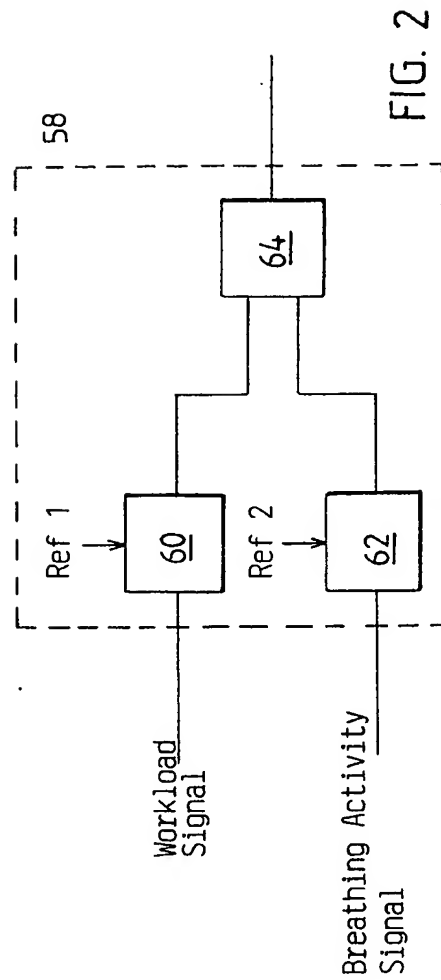 58
Ref 1
60
Workload
Signal
64
Ref 2
62
Breathing Activity
Signal
FIG. 2